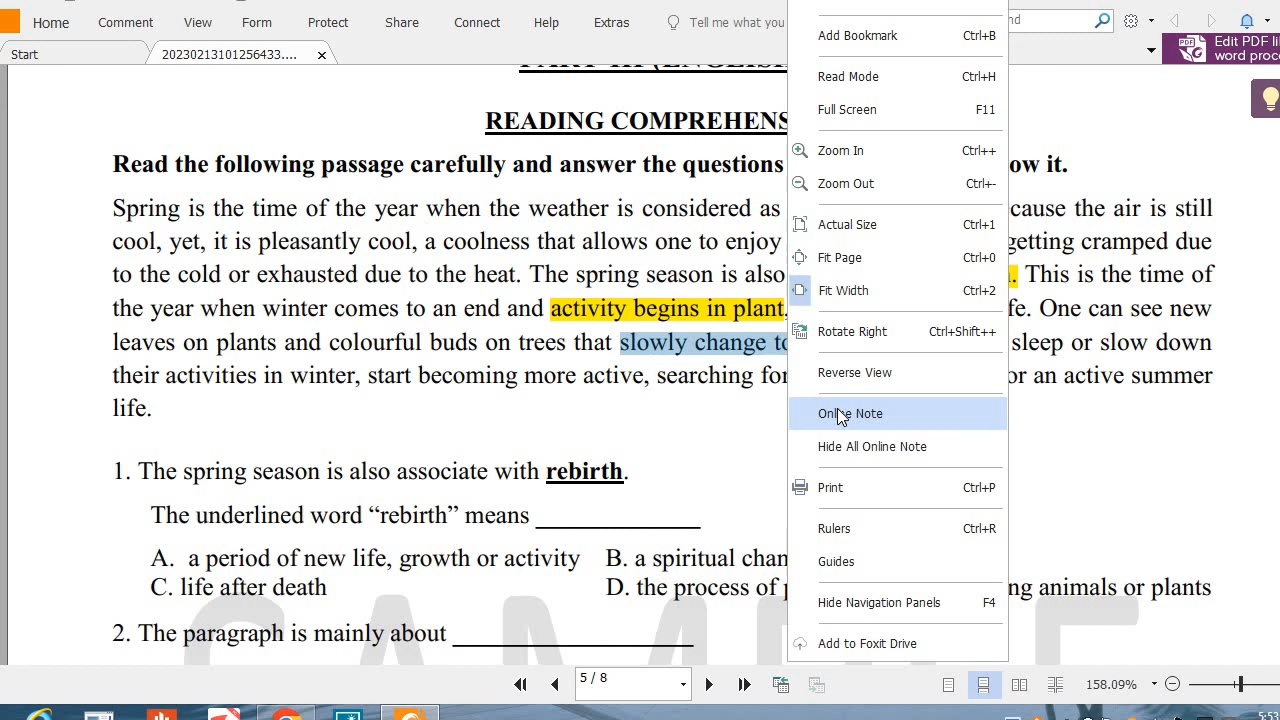 Home Comment View Form Protect Share Connect Help Extras Tell me what you nd
Start 20230213101256433.... Edit PDF li
word proc
READING COMPREHENS
Read the following passage carefully and answer the questions ow it.
Spring is the time of the year when the weather is considered as cause the air is still
cool, yet, it is pleasantly cool, a coolness that allows one to enjoy getting cramped due
to the cold or exhausted due to the heat. The spring season is also . This is the time of
the year when winter comes to an end and activity begins in plant. fe. One can see new
leaves on plants and colourful buds on trees that slowly change to sleep or slow down
their activities in winter, start becoming more active, searching for or an active summer
life.
1. The spring season is also associate with rebirth.
The underlined word “rebirth” means ____________
A. a period of new life, growth or activity B. a spiritual chan
C. life after death D. the process of p ng animals or plants
2. The paragraph is mainly about __________________
SAMPLE
Add Bookmark Ctrl+B
Read Mode Ctrl+H
Full Screen F11
Zoom In Ctrl++
Zoom Out Ctrl+-
Actual Size Ctrl+1
Fit Page Ctrl+0
Fit Width Ctrl+2
Rotate Right Ctrl+Shift++
Reverse View
Online Note
Hide All Online Note
Print Ctrl+P
Rulers Ctrl+R
Guides
Hide Navigation Panels F4
Add to Foxit Drive
5 / 8 158.09%
5:53